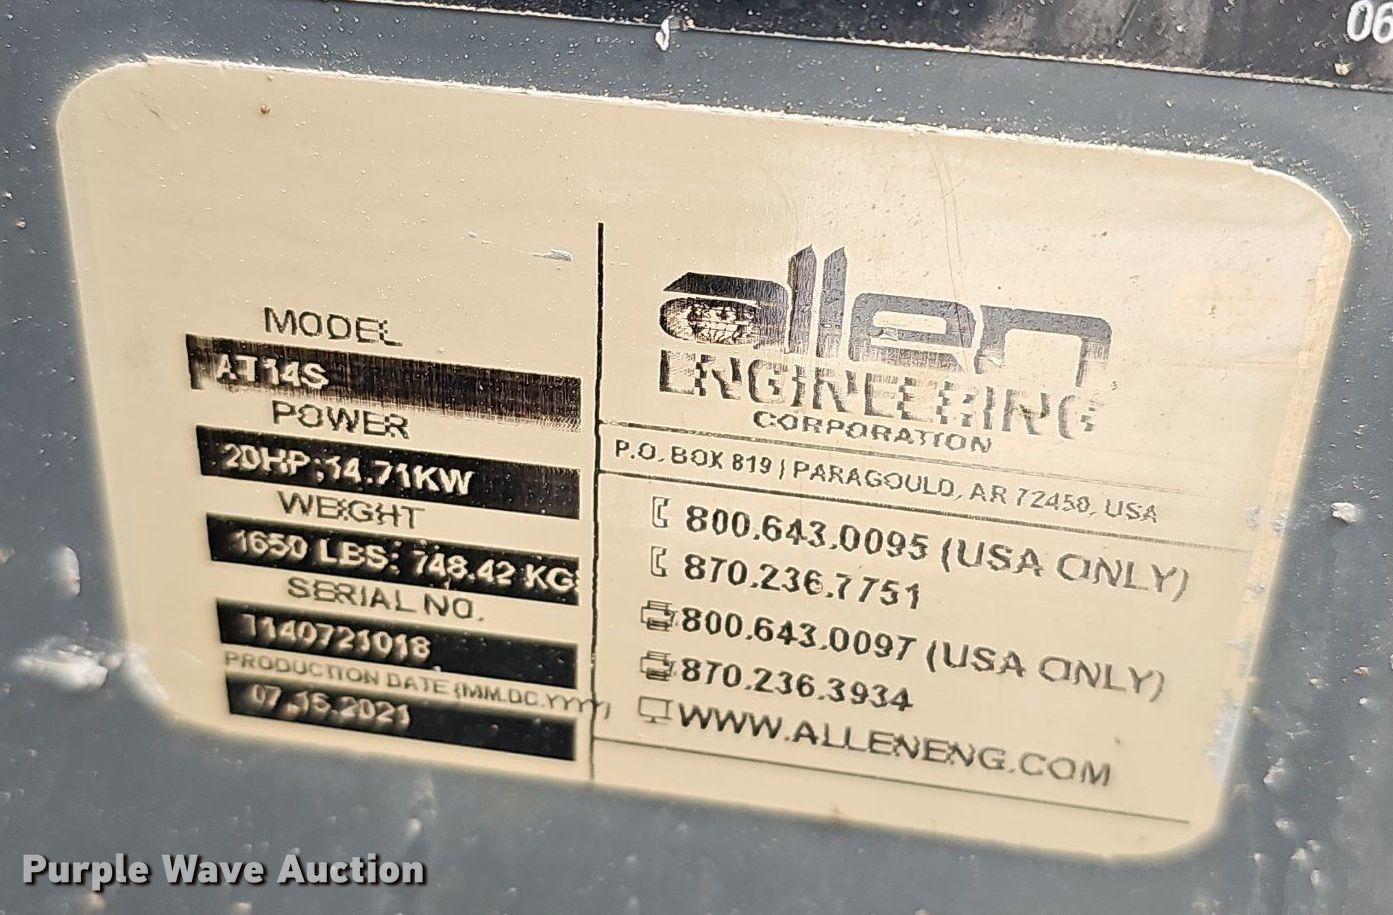 06
MODEL
AT14S
POWER
20HP:14.71KW
WEIGHT
1650 LBS: 748.42 KG
SERIAL NO.
1140721018
PRODUCTION DATE (MM.DD.YYYY)
07.15.2021
allen
ENGINEERING
CORPORATION
P.O. BOX 819 | PARAGOULD, AR 72450, USA
800.643.0095 (USA ONLY)
870.236.7751
800.643.0097 (USA ONLY)
870.236.3934
WWW.ALLENENG.COM
Purple Wave Auction